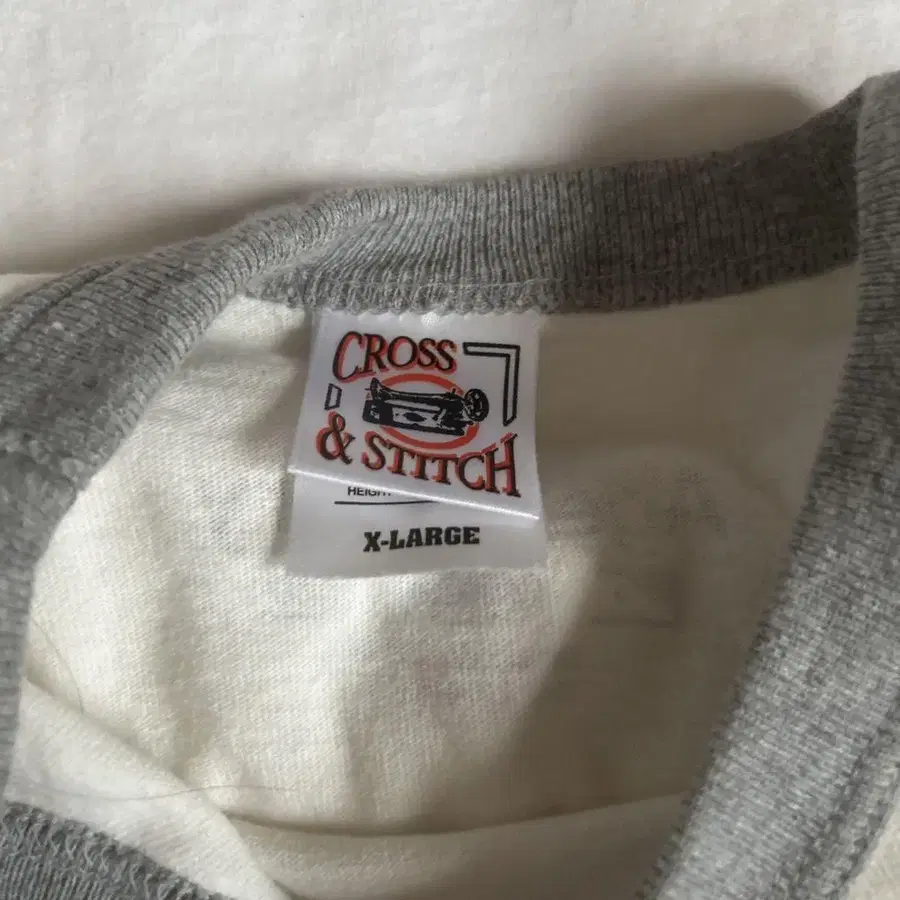 CROSS
& STITCH
HEIGHT
X-LARGE